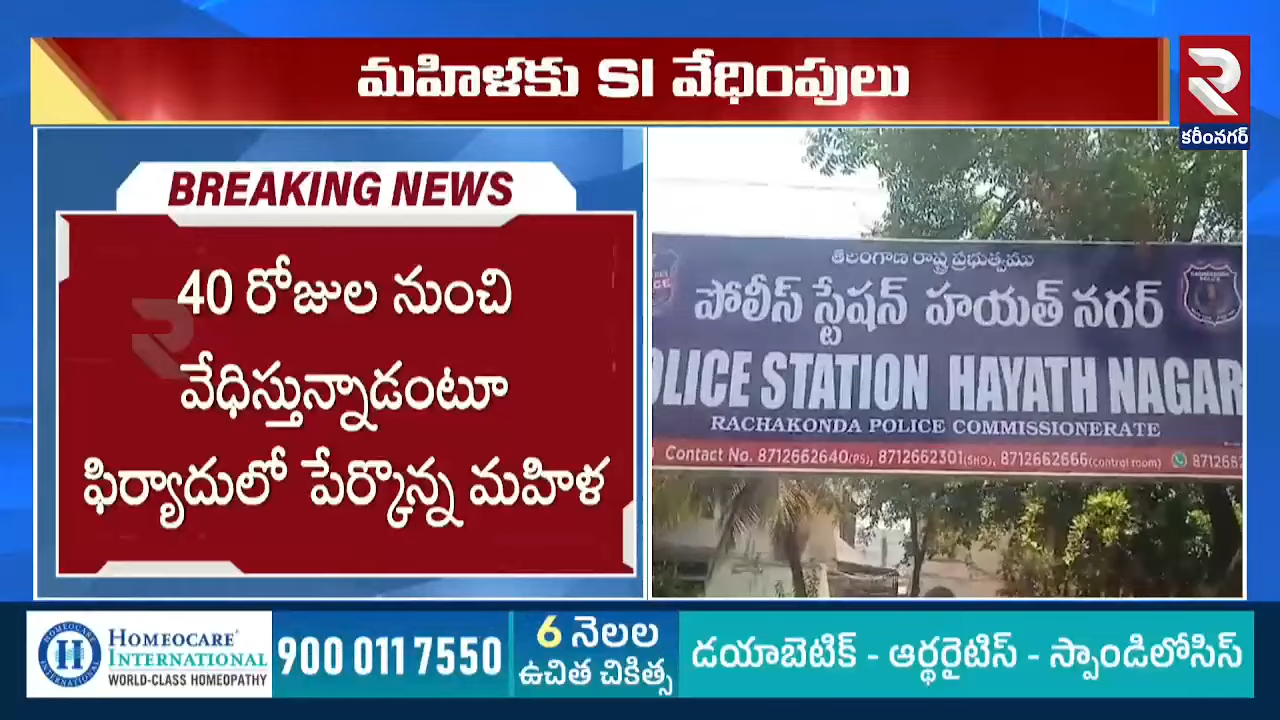 మహిళకు SI వేధింపులు
R
కరీంనగర్
BREAKING NEWS
40 రోజుల నుంచి
వేధిస్తున్నాడంటూ
ఫిర్యాదులో పేర్కొన్న మహిళ
తెలంగాణ రాష్ట్ర ప్రభుత్వము
పోలీస్ స్టేషన్ హయత్ నగర్
OLICE STATION HAYATH NAGAR
RACHAKONDA POLICE COMMISSIONERATE
Contact No. 8712662640(PS), 8712662301(SHO), 8712662666(control room)
HOMEOCARE
INTERNATIONAL
WORLD-CLASS HOMEOPATHY
900 011 7550
6 నెలల
ఉచిత చికిత్స
డయాబెటిక్ - ఆర్థరైటిస్ - స్పాండిలోసిస్